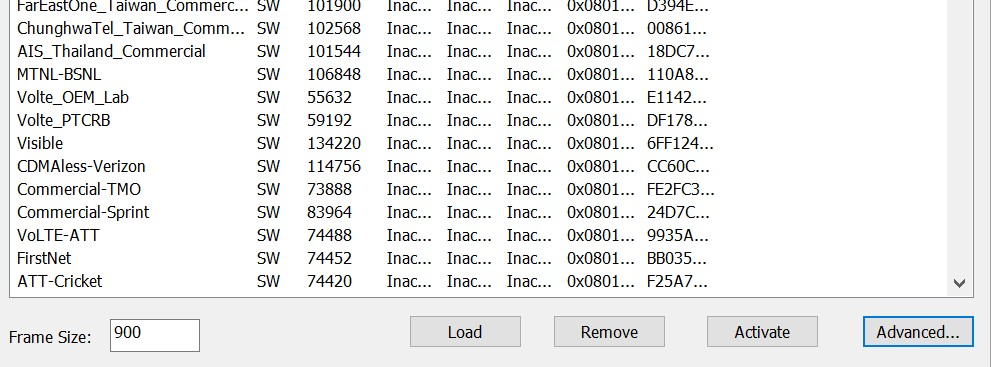 FarEastOne_Taiwan_Commerc... SW 101900 Inac... Inac... Inac... 0x0801... D394E...
ChunghwaTel_Taiwan_Comm... SW 102568 Inac... Inac... Inac... 0x0801... 00861...
AIS_Thailand_Commercial SW 101544 Inac... Inac... Inac... 0x0801... 18DC7...
MTNL-BSNL SW 106848 Inac... Inac... Inac... 0x0801... 110A8...
Volte_OEM_Lab SW 55632 Inac... Inac... Inac... 0x0801... E1142...
Volte_PTCRB SW 59192 Inac... Inac... Inac... 0x0801... DF178...
Visible SW 134220 Inac... Inac... Inac... 0x0801... 6FF124...
CDMAless-Verizon SW 114756 Inac... Inac... Inac... 0x0801... CC60C...
Commercial-TMO SW 73888 Inac... Inac... Inac... 0x0801... FE2FC3...
Commercial-Sprint SW 83964 Inac... Inac... Inac... 0x0801... 24D7C...
VoLTE-ATT SW 74488 Inac... Inac... Inac... 0x0801... 9935A...
FirstNet SW 74452 Inac... Inac... Inac... 0x0801... BB035...
ATT-Cricket SW 74420 Inac... Inac... Inac... 0x0801... F25A7...
Frame Size: 900 Load Remove Activate Advanced...